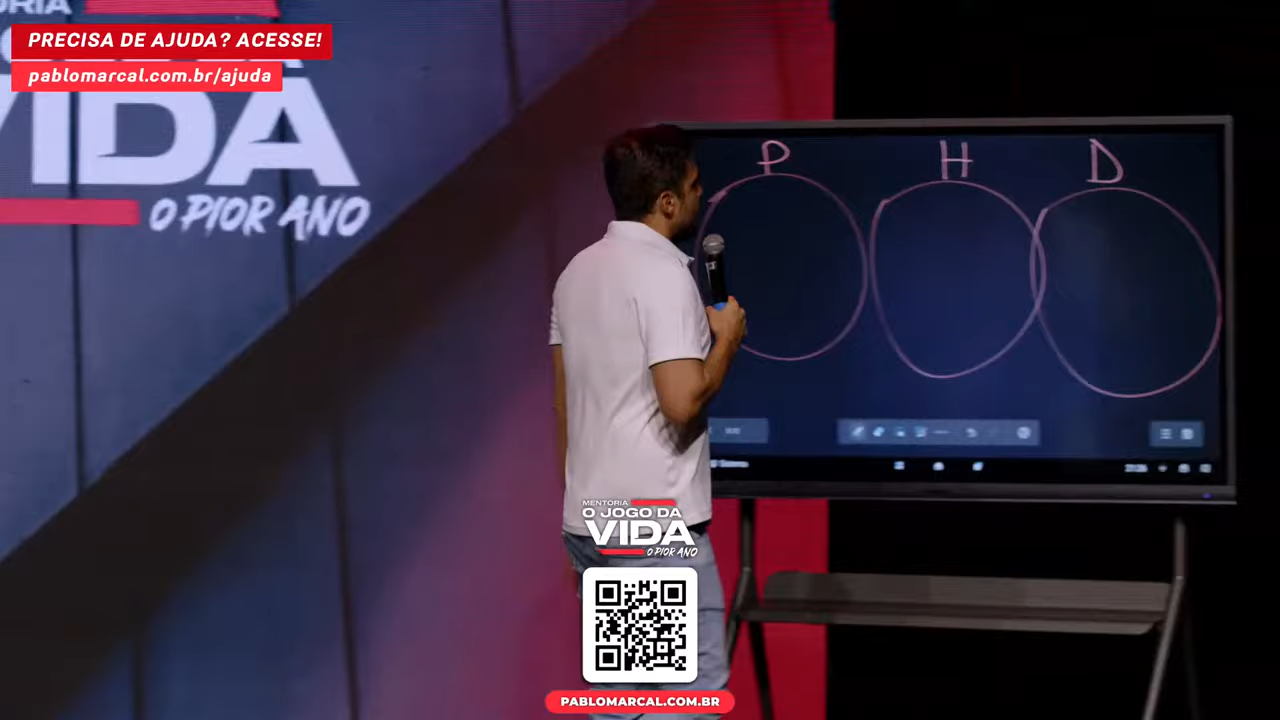 PRECISA DE AJUDA? ACESSE!
pablomarcal.com.br/ajuda
VIDA
O PIOR ANO
P H D
MENTORIA
O JOGO DA
VIDA
O PIOR ANO
PABLOMARCAL.COM.BR